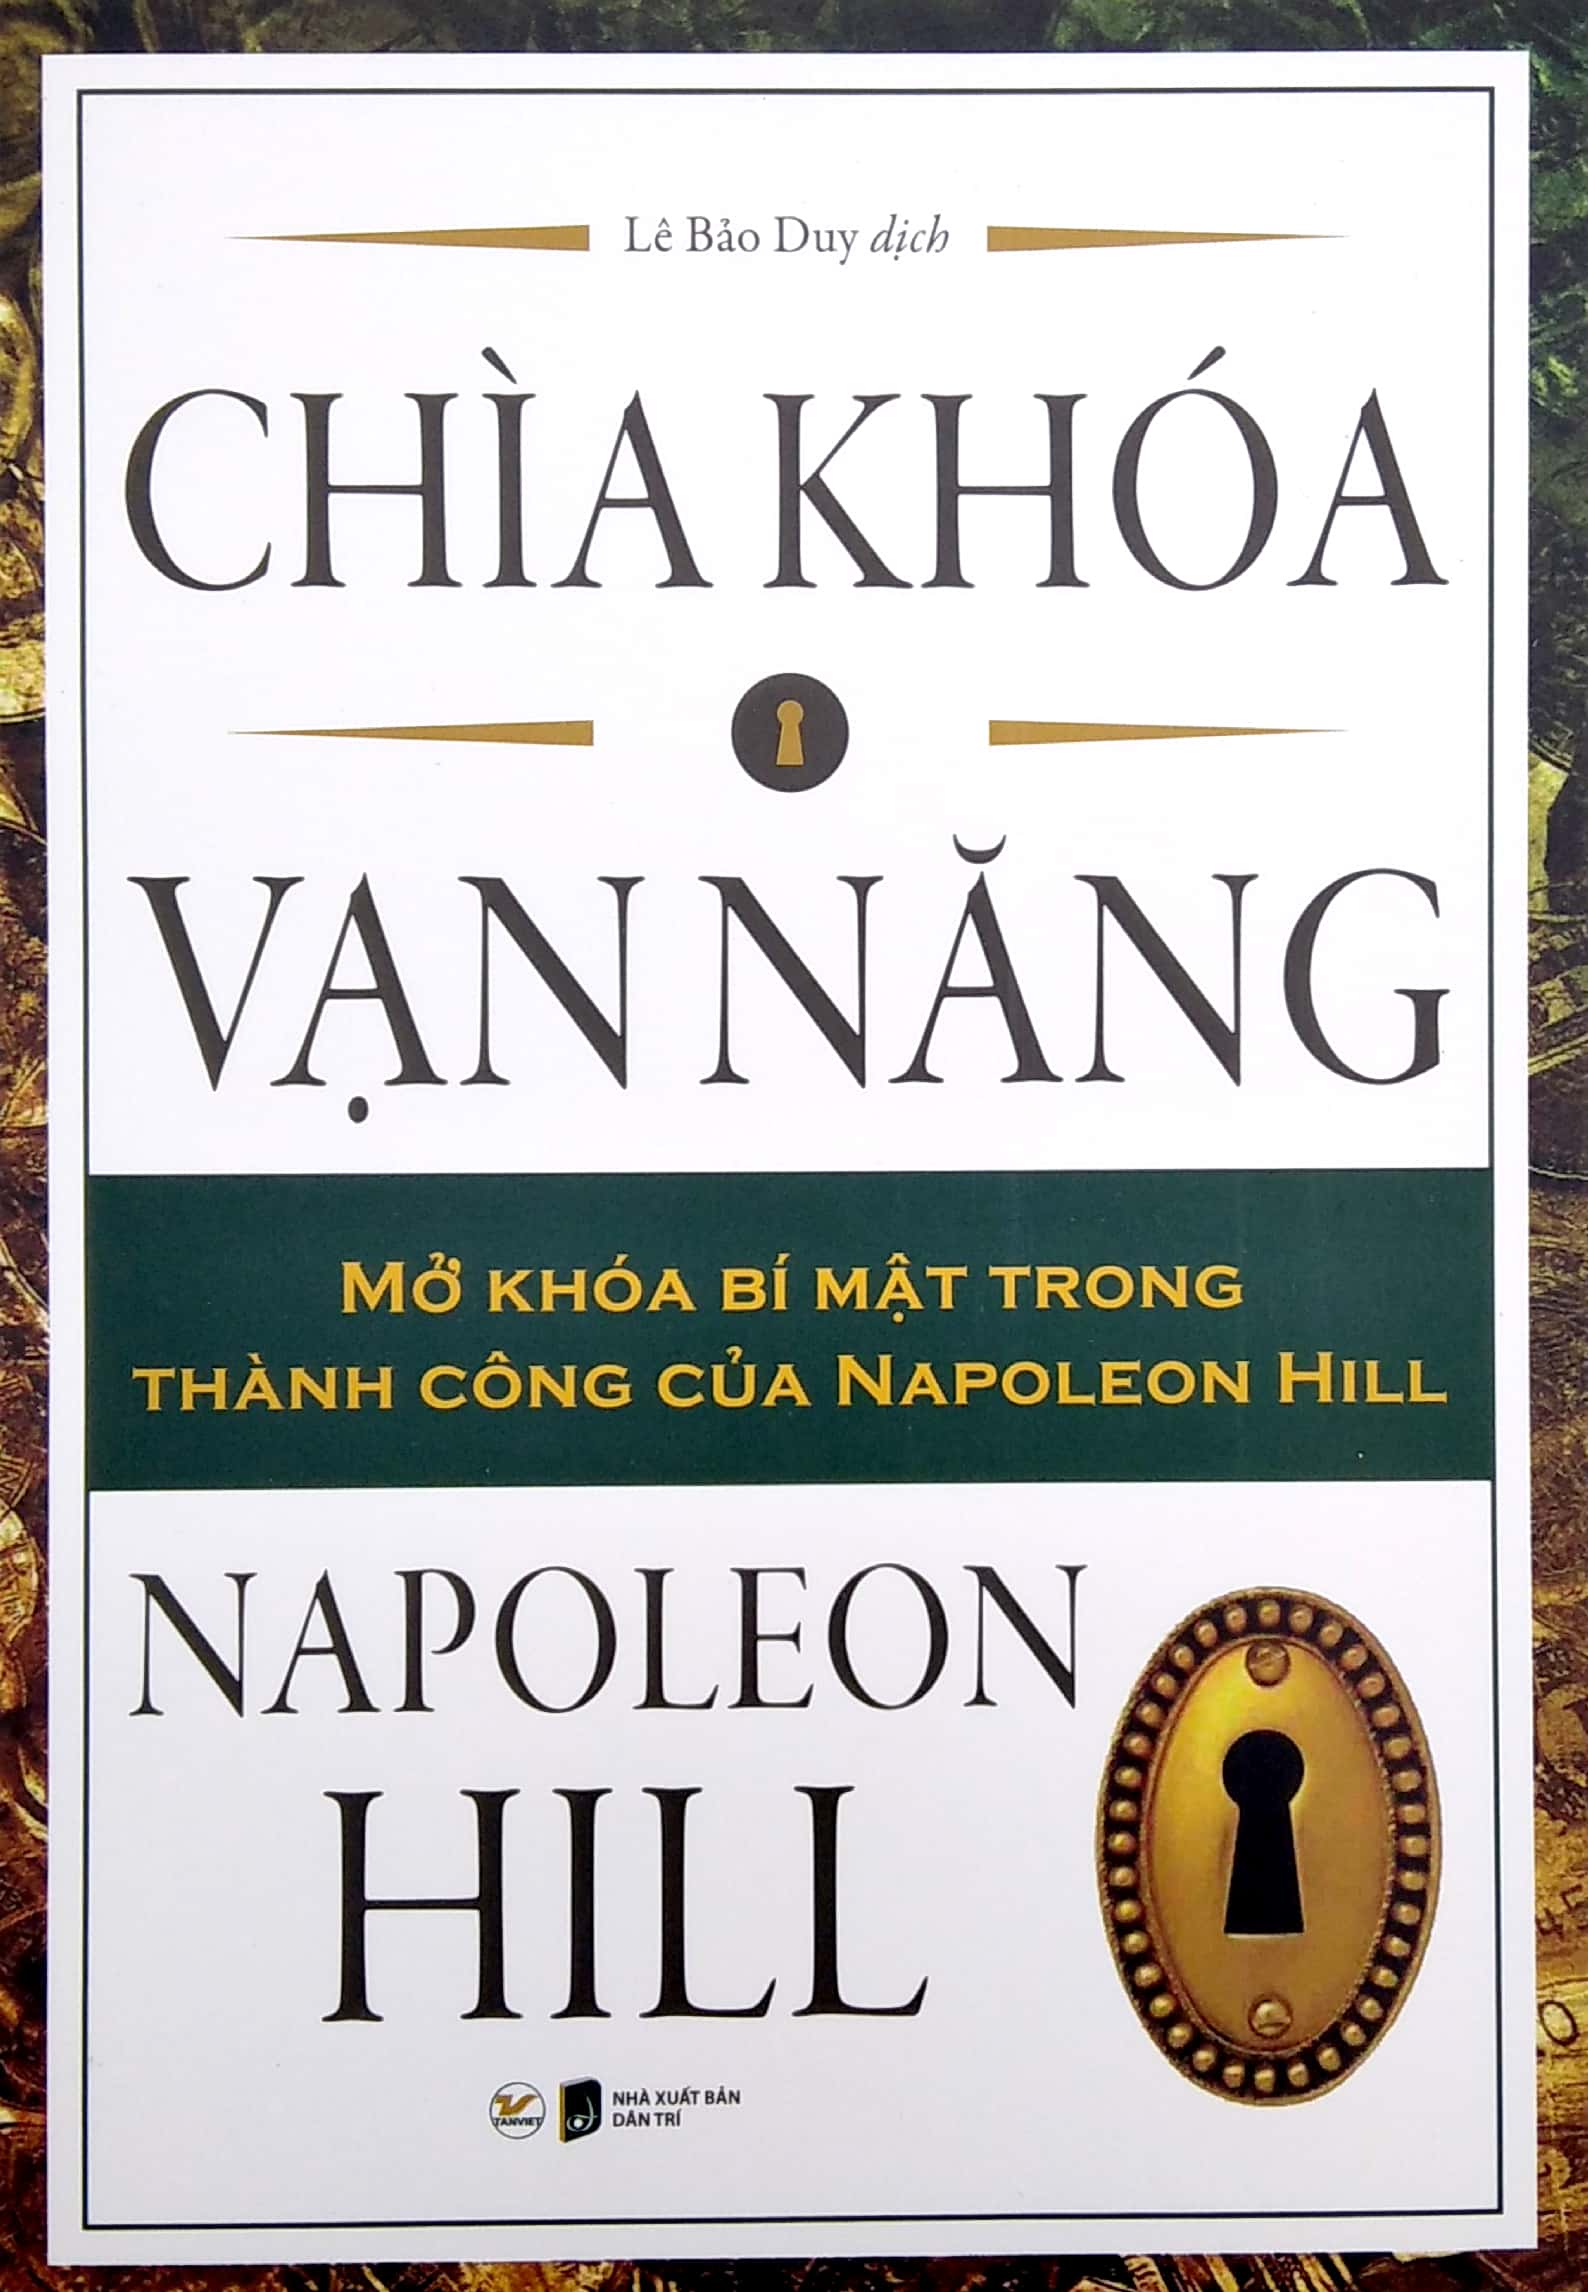 Lê Bảo Duy dịch
CHÌA KHÓA
VẠN NĂNG
MỞ KHÓA BÍ MẬT TRONG
THÀNH CÔNG CỦA NAPOLEON HILL
NAPOLEON
HILL
TANVIET
NHÀ XUẤT BẢN
DÂN TRÍ